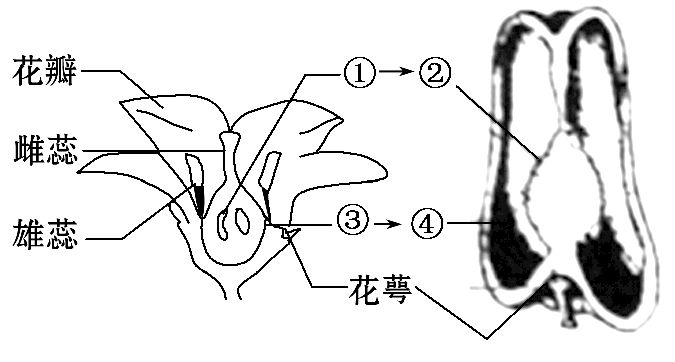 花瓣
① → ②
雌蕊
③ → ④
雄蕊
花萼